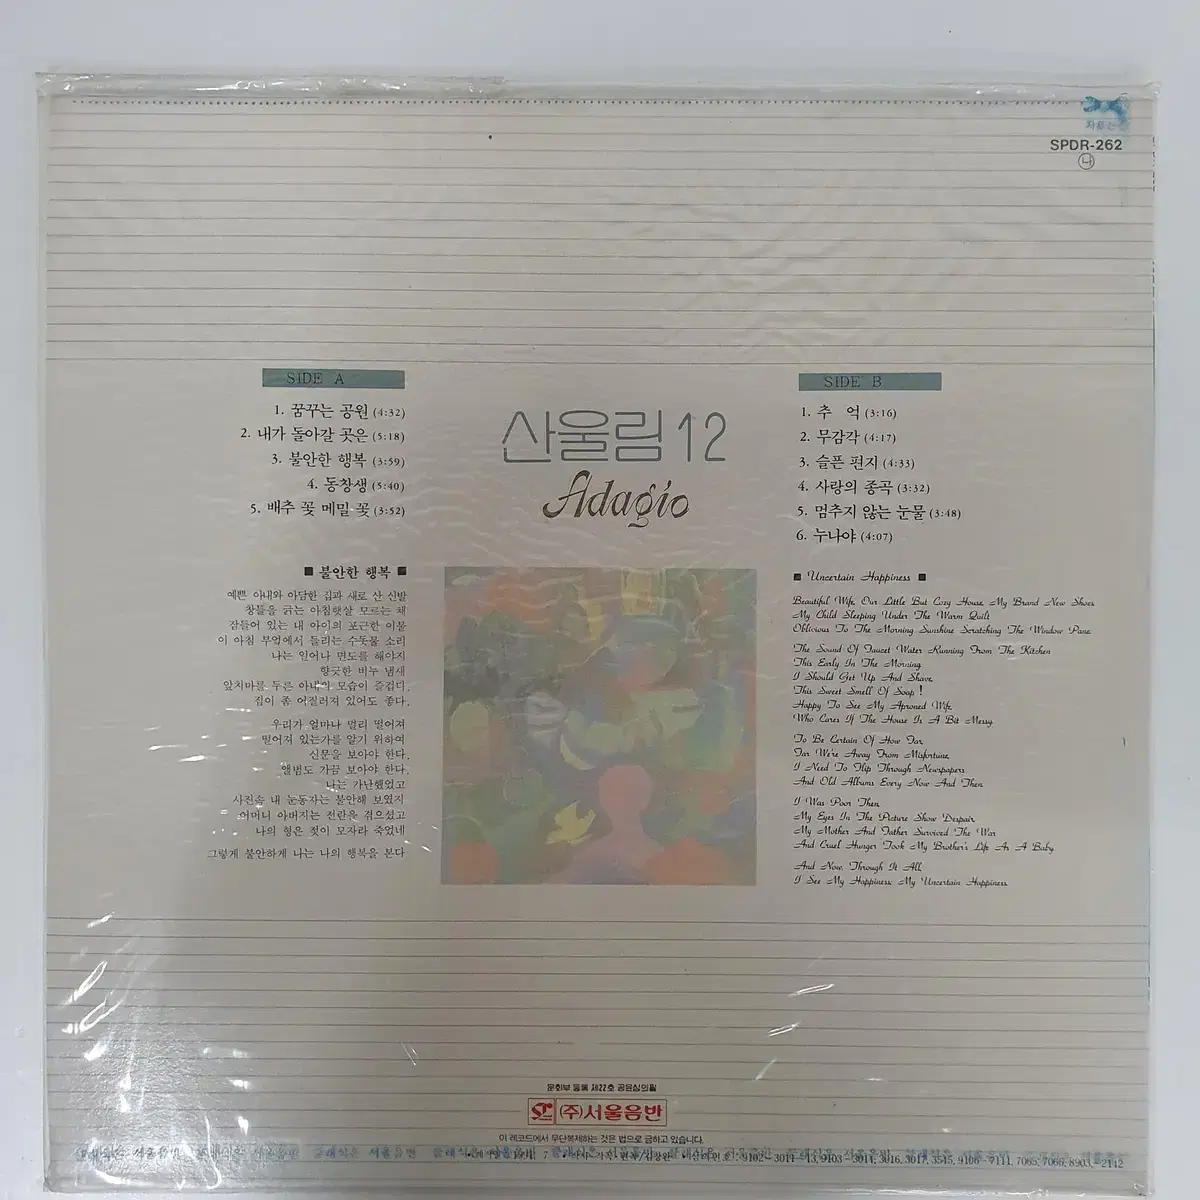 SPDR-262
나
SIDE A
1. 꿈꾸는 공원 (4:32)
2. 내가 돌아갈 곳은 (5:18)
3. 불안한 행복 (3:59)
4. 동창생 (5:40)
5. 배추 꽃 메밀 꽃 (3:52)
산울림 12
Adagio
SIDE B
1. 추 억 (3:16)
2. 무감각 (4:17)
3. 슬픈 편지 (4:33)
4. 사랑의 종곡 (3:32)
5. 멈추지 않는 눈물 (3:48)
6. 누나야 (4:07)
■ 불안한 행복 ■
예쁜 아내와 아담한 집과 새로 산 신발
창틀을 긁는 아침햇살 모르는 채
잠들어 있는 내 아이의 포근한 이불
이 아침 부엌에서 들리는 수돗물 소리
나는 일어나 면도를 해야지
향긋한 비누 냄새
앞치마를 두른 아내의 모습이 즐겁다,
집이 좀 어질러져 있어도 좋다,
우리가 얼마나 멀리 떨어져
떨어져 있는가를 알기 위하여
신문을 보아야 한다,
앨범도 가끔 보아야 한다,
나는 가난했었고
사진속 내 눈동자는 불안해 보였지
어머니 아버지는 전란을 겪으셨고
나의 형은 젖이 모자라 죽었네
그렇게 불안하게 나는 나의 행복을 본다
■ Uncertain Happiness ■
Beautiful Wife, Our Little But Cozy House, My Brand New Shoes
My Child Sleeping Under The Warm Quilt
Oblivious To The Morning Sunshine Scratching The Window Pane
The Sound Of Faucet Water Running From The Kitchen
This Early In The Morning
I Should Get Up And Shave,
This Sweet Smell Of Soap !
Happy To See My Aproned Wife,
Who Cares If The House Is A Bit Messy
To Be Certain Of How Far,
Far We're Away From Misfortune,
I Need To Flip Through Newspapers
And Old Albums Every Now And Then
I Was Poor Then,
My Eyes In The Picture Show Despair
My Mother And Father Survived The War
And Cruel Hunger Took My Brother's Life As A Baby
And Now, Through It All,
I See My Happiness, My Uncertain Happiness
문화부 등록 제22호 공윤심의필
(주)서울음반
이 레코드에서 무단복제하는 것은 법으로 금하고 있습니다.